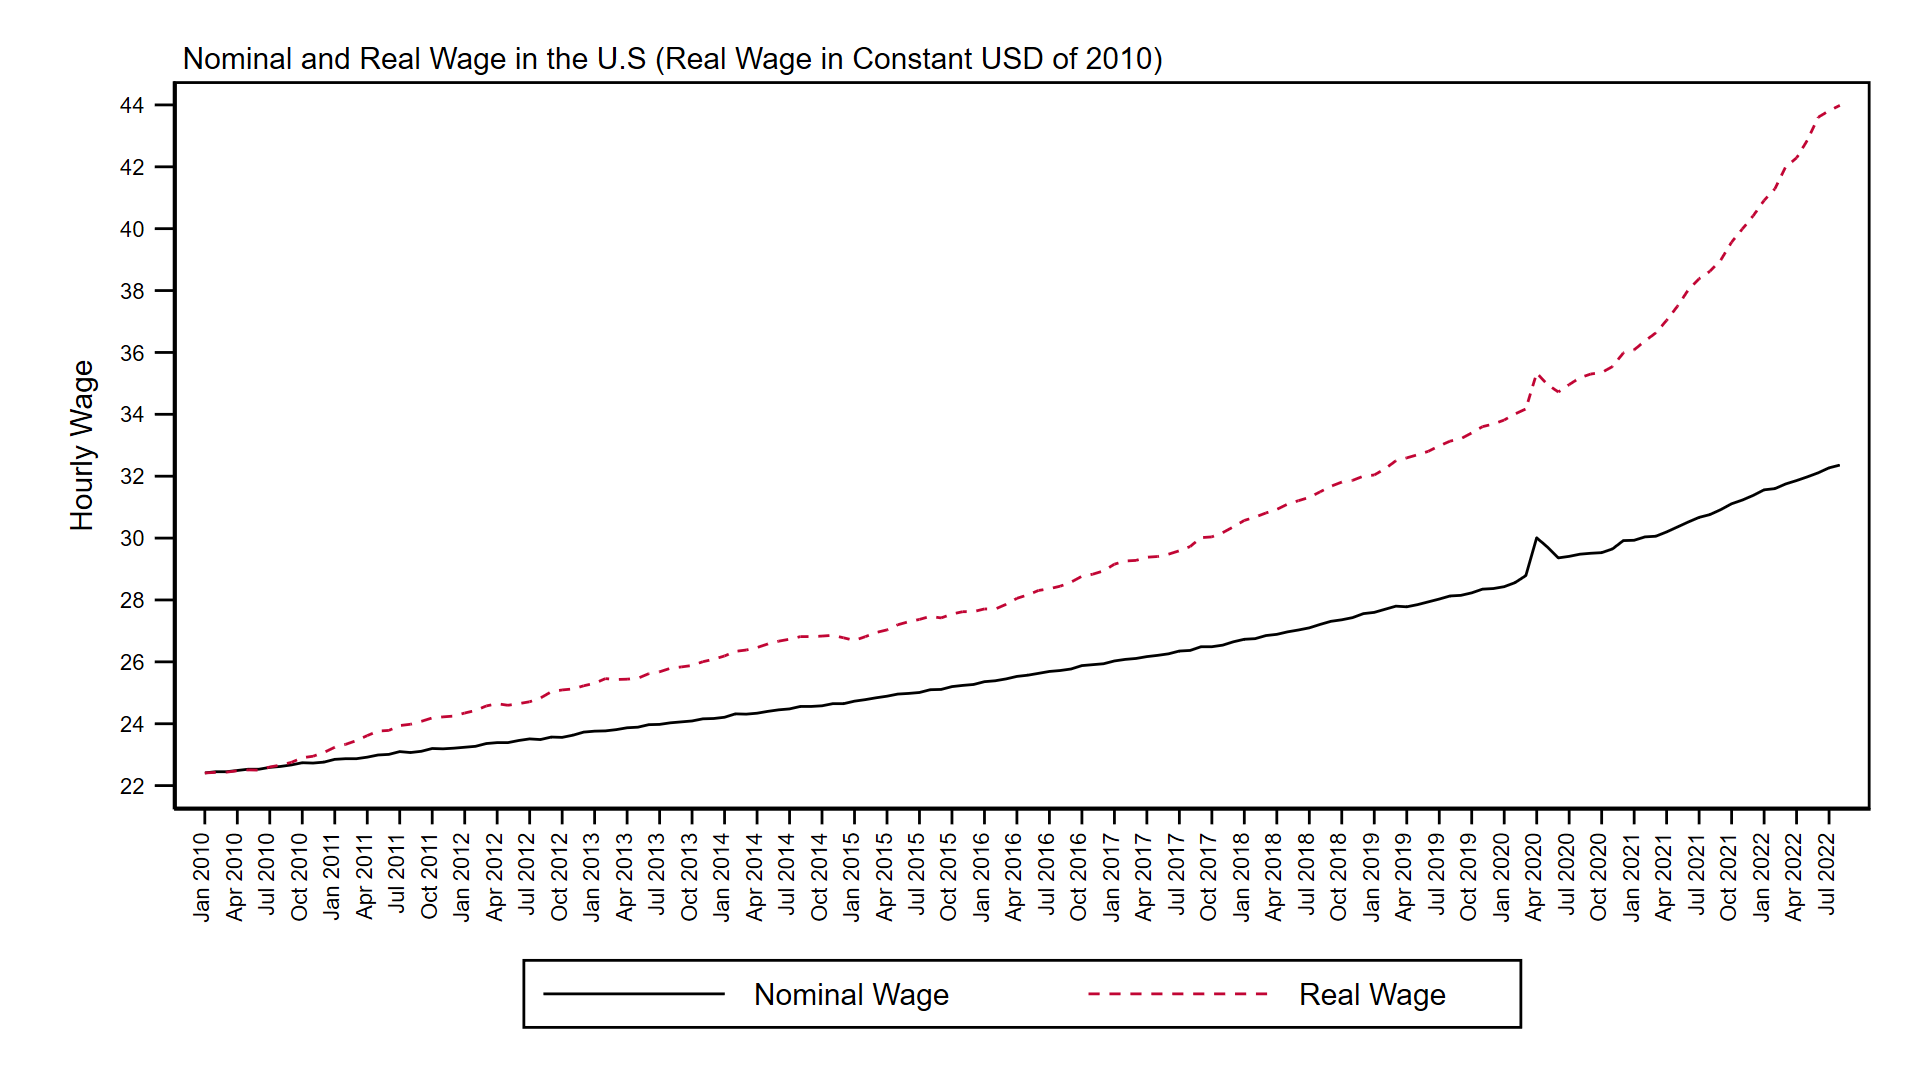 Nominal and Real Wage in the U.S (Real Wage in Constant USD of 2010)
Hourly Wage
44
42
40
38
36
34
32
30
28
26
24
22
Jan 2010
Apr 2010
Jul 2010
Oct 2010
Jan 2011
Apr 2011
Jul 2011
Oct 2011
Jan 2012
Apr 2012
Jul 2012
Oct 2012
Jan 2013
Apr 2013
Jul 2013
Oct 2013
Jan 2014
Apr 2014
Jul 2014
Oct 2014
Jan 2015
Apr 2015
Jul 2015
Oct 2015
Jan 2016
Apr 2016
Jul 2016
Oct 2016
Jan 2017
Apr 2017
Jul 2017
Oct 2017
Jan 2018
Apr 2018
Jul 2018
Oct 2018
Jan 2019
Apr 2019
Jul 2019
Oct 2019
Jan 2020
Apr 2020
Jul 2020
Oct 2020
Jan 2021
Apr 2021
Jul 2021
Oct 2021
Jan 2022
Apr 2022
Jul 2022
Nominal Wage
Real Wage